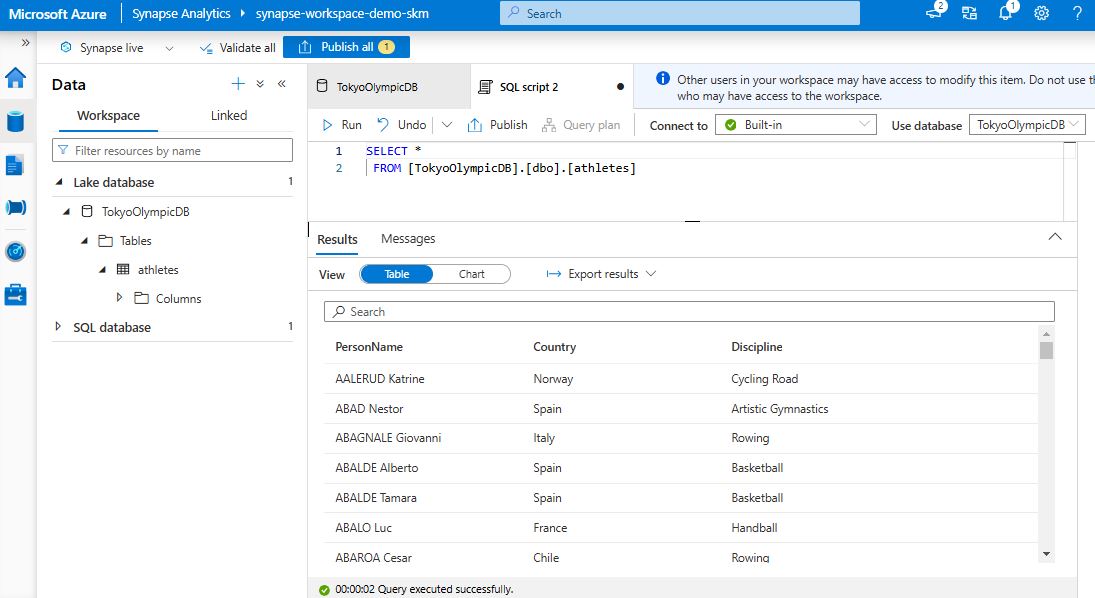 Microsoft Azure Synapse Analytics synapse-workspace-demo-skm Search 2 1 ?
Synapse live Validate all Publish all 1
Data
Workspace Linked
Filter resources by name
Lake database 1
TokyoOlympicDB
Tables
athletes
Columns
SQL database 1
TokyoOlympicDB SQL script 2
Other users in your workspace may have access to modify this item. Do not use th
who may have access to the workspace.
Run Undo Publish Query plan Connect to Built-in Use database TokyoOlympicDB
1 SELECT *
2 FROM [TokyoOlympicDB].[dbo].[athletes]
Results Messages
View Table Chart Export results
Search
PersonName Country Discipline
AALERUD Katrine Norway Cycling Road
ABAD Nestor Spain Artistic Gymnastics
ABAGNALE Giovanni Italy Rowing
ABALDE Alberto Spain Basketball
ABALDE Tamara Spain Basketball
ABALO Luc France Handball
ABAROA Cesar Chile Rowing
00:00:02 Query executed successfully.